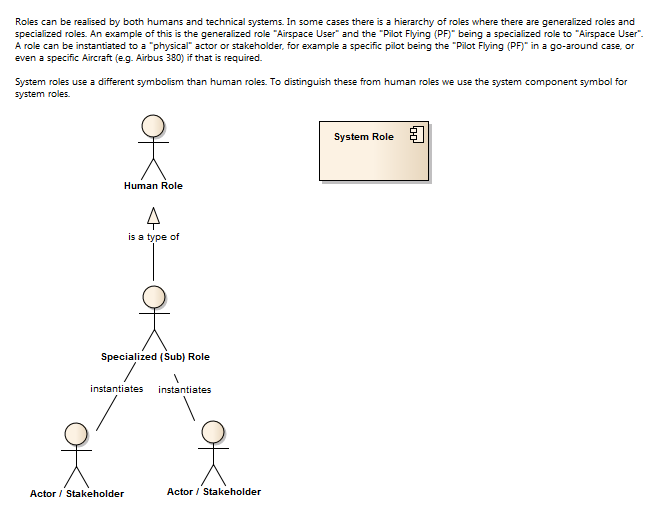 Roles can be realised by both humans and technical systems. In some cases there is a hierarchy of roles where there are generalized roles and
specialized roles. An example of this is the generalized role "Airspace User" and the "Pilot Flying (PF)" being a specialized role to "Airspace User".
A role can be instantiated to a "physical" actor or stakeholder, for example a specific pilot being the "Pilot Flying (PF)" in a go-around case, or
even a specific Aircraft (e.g. Airbus 380) if that is required.
System roles use a different symbolism than human roles. To distinguish these from human roles we use the system component symbol for
system roles.
System Role
Human Role
is a type of
Specialized (Sub) Role
instantiates
instantiates
Actor / Stakeholder
Actor / Stakeholder